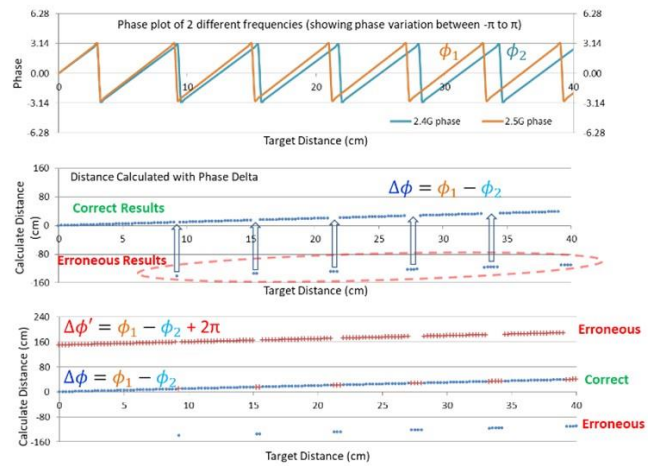 Phase plot of 2 different frequencies (showing phase variation between -π to π)
6.28
3.14
0.00
3.14
6.28
Phase
6.28
3.14
0.00
3.14
6.28
0
10
20
30
40
ϕ1
ϕ2
2.4G phase
2.5G phase
Target Distance (cm)
Distance Calculated with Phase Delta
Δϕ = ϕ1 − ϕ2
Correct Results
Erroneous Results
Calculate Distance (cm)
160
80
0
80
160
0
5
10
15
20
25
30
35
40
Target Distance (cm)
Δϕ′ = ϕ1 − ϕ2 + 2π
Erroneous
Δϕ = ϕ1 − ϕ2
Correct
Erroneous
Calculate Distance (cm)
240
160
80
0
-80
-160
0
5
10
15
20
25
30
35
40
Target Distance (cm)